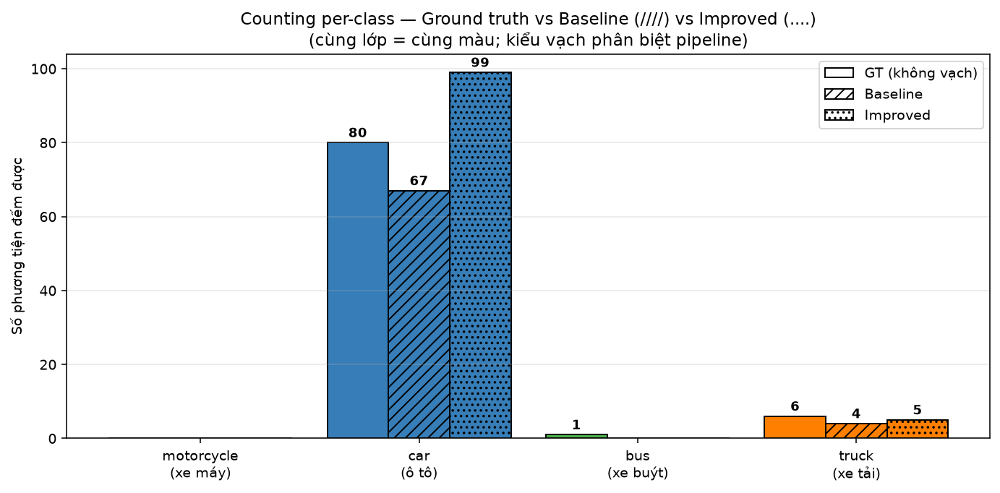 Counting per-class — Ground truth vs Baseline (////) vs Improved (....)
(cùng lớp = cùng màu; kiểu vạch phân biệt pipeline)
Số phương tiện đếm được
100
80
60
40
20
0
GT (không vạch)
Baseline
Improved
80
67
99
1
6
4
5
motorcycle
(xe máy)
car
(ô tô)
bus
(xe buýt)
truck
(xe tải)